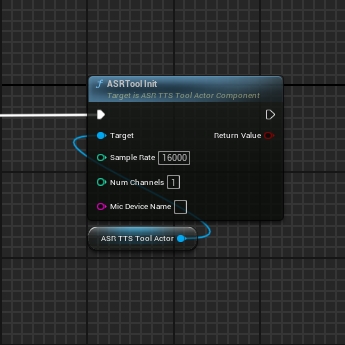 ASRTool Init
Target is ASR TTS Tool Actor Component
Target
Return Value
Sample Rate 16000
Num Channels 1
Mic Device Name
ASR TTS Tool Actor